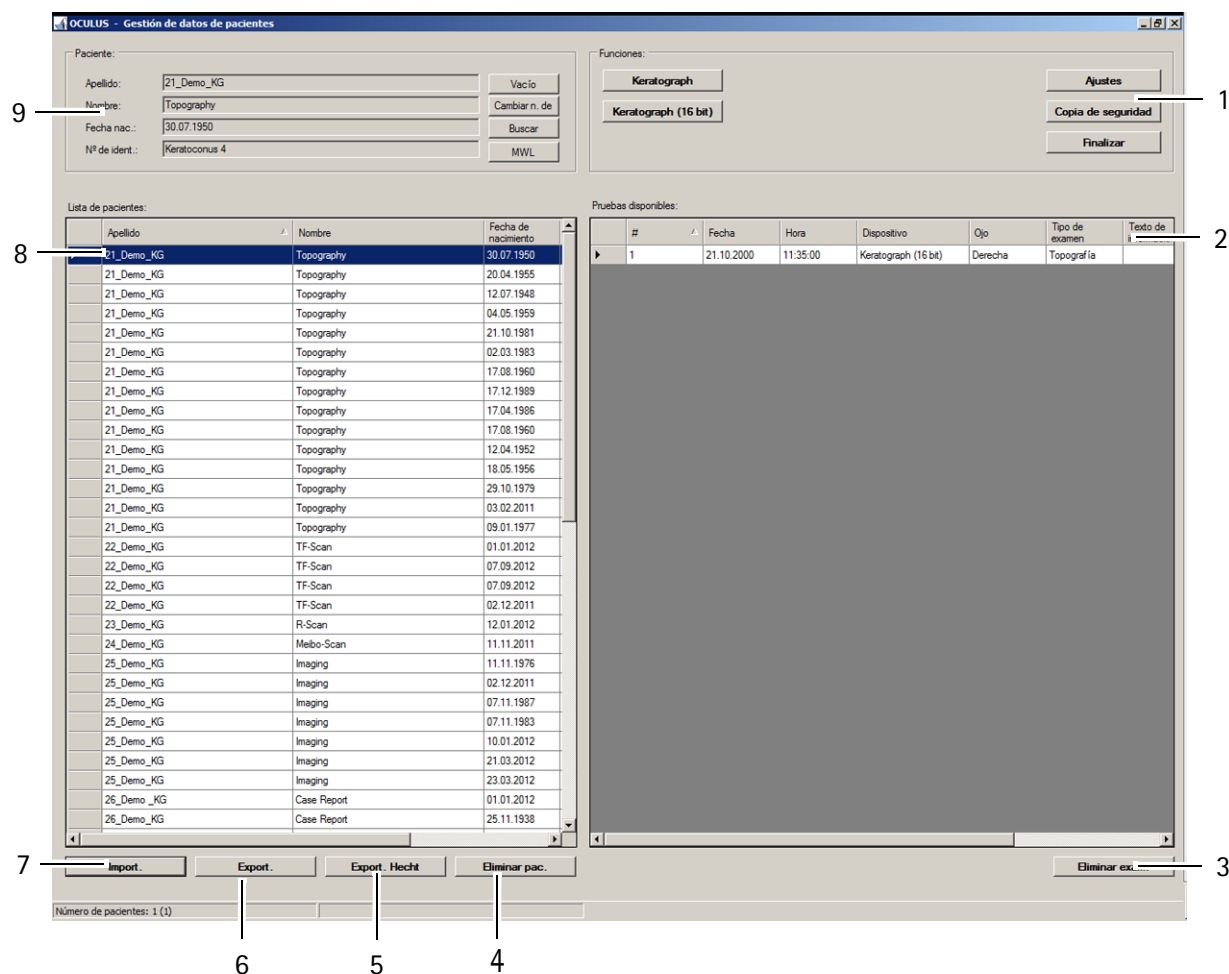 OCULUS - Gestión de datos de pacientes
Paciente:
Apellido: 21_Demo_KG Vacío
Nombre: Topography Cambiar n. de
Fecha nac.: 30.07.1950 Buscar
Nº de ident.: Keratoconus 4 MWL
9
Funciones:
Keratograph Ajustes
Keratograph (16 bit) Copia de seguridad
Finalizar
1
Lista de pacientes:
Apellido Nombre Fecha de nacimiento
8
21_Demo_KG Topography 30.07.1950
21_Demo_KG Topography 20.04.1955
21_Demo_KG Topography 12.07.1948
21_Demo_KG Topography 04.05.1959
21_Demo_KG Topography 21.10.1981
21_Demo_KG Topography 02.03.1983
21_Demo_KG Topography 17.08.1960
21_Demo_KG Topography 17.12.1989
21_Demo_KG Topography 17.04.1986
21_Demo_KG Topography 17.08.1960
21_Demo_KG Topography 12.04.1952
21_Demo_KG Topography 18.05.1956
21_Demo_KG Topography 29.10.1979
21_Demo_KG Topography 03.02.2011
21_Demo_KG Topography 09.01.1977
22_Demo_KG TF-Scan 01.01.2012
22_Demo_KG TF-Scan 07.09.2012
22_Demo_KG TF-Scan 07.09.2012
22_Demo_KG TF-Scan 02.12.2011
23_Demo_KG R-Scan 12.01.2012
24_Demo_KG Meibo-Scan 11.11.2011
25_Demo_KG Imaging 11.11.1976
25_Demo_KG Imaging 02.12.2011
25_Demo_KG Imaging 07.11.1987
25_Demo_KG Imaging 07.11.1983
25_Demo_KG Imaging 10.01.2012
25_Demo_KG Imaging 21.03.2012
25_Demo_KG Imaging 23.03.2012
26_Demo _KG Case Report 01.01.2012
26_Demo_KG Case Report 25.11.1938
Pruebas disponibles:
# Fecha Hora Dispositivo Ojo Tipo de examen Texto de
2
1 21.10.2000 11:35:00 Keratograph (16 bit) Derecha Topografía
7
Import. Export. Export. Hecht Eliminar pac.
Eliminar
3
Número de pacientes: 1 (1)
6 5 4